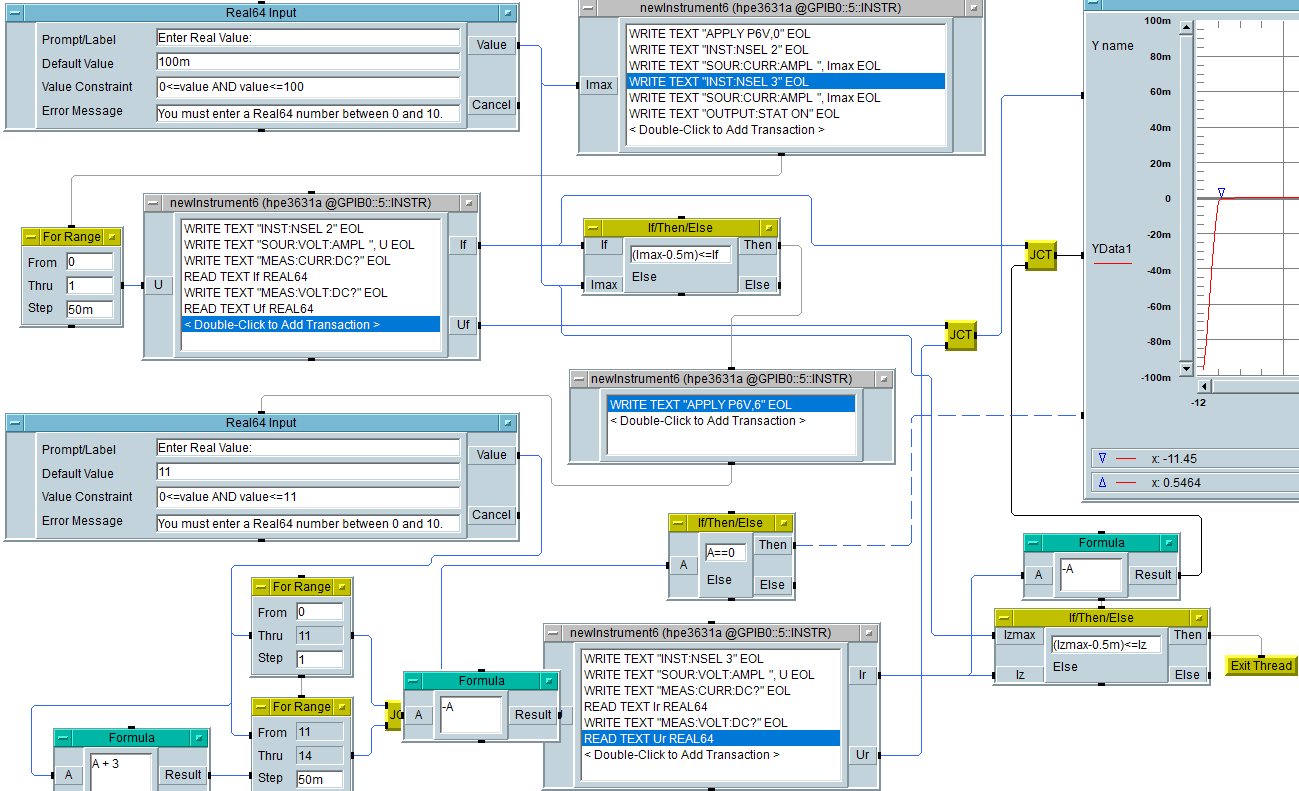 Real64 Input
Prompt/Label
Enter Real Value:
Default Value
100m
Value Constraint
0<=value AND value<=100
Error Message
You must enter a Real64 number between 0 and 10.
Value
Cancel
newInstrument (hpe3631a @GPIB0::5::INSTR)
Imax
WRITE TEXT "APPLY P6V,0" EOL
WRITE TEXT "INST:NSEL 2" EOL
WRITE TEXT "SOUR:CURR:AMPL ", Imax EOL
WRITE TEXT "INST:NSEL 3" EOL
WRITE TEXT "SOUR:CURR:AMPL ", Imax EOL
WRITE TEXT "OUTPUT:STAT ON" EOL
< Double-Click to Add Transaction >
Y name
YData1
100m
80m
60m
40m
20m
0
-20m
-40m
-60m
-80m
-100m
-12
x: -11.45
x: 0.5464
For Range
From
0
Thru
1
Step
50m
newInstrument6 (hpe3631a @GPIB0::5::INSTR)
U
WRITE TEXT "INST:NSEL 2" EOL
WRITE TEXT "SOUR:VOLT:AMPL ", U EOL
WRITE TEXT "MEAS:CURR:DC?" EOL
READ TEXT If REAL64
WRITE TEXT "MEAS:VOLT:DC?" EOL
READ TEXT Uf REAL64
< Double-Click to Add Transaction >
If
Uf
If/Then/Else
If
Imax
(Imax-0.5m)<=If
Else
Then
Else
JCT
JCT
newInstrument6 (hpe3631a @GPIB0::5::INSTR)
WRITE TEXT "APPLY P6V,6" EOL
< Double-Click to Add Transaction >
Real64 Input
Prompt/Label
Enter Real Value:
Default Value
11
Value Constraint
0<=value AND value<=11
Error Message
You must enter a Real64 number between 0 and 10.
Value
Cancel
If/Then/Else
A
A==0
Else
Then
Else
Formula
A
-A
Result
If/Then/Else
Izmax
Iz
(Izmax-0.5m)<=Iz
Else
Then
Else
Exit Thread
For Range
From
0
Thru
11
Step
1
For Range
From
11
Thru
14
Step
50m
Formula
A
A + 3
Result
JC
Formula
A
-A
Result
newInstrument6 (hpe3631a @GPIB0::5::INSTR)
WRITE TEXT "INST:NSEL 3" EOL
WRITE TEXT "SOUR:VOLT:AMPL ", U EOL
WRITE TEXT "MEAS:CURR:DC?" EOL
READ TEXT Ir REAL64
WRITE TEXT "MEAS:VOLT:DC?" EOL
READ TEXT Ur REAL64
< Double-Click to Add Transaction >
Ir
Ur